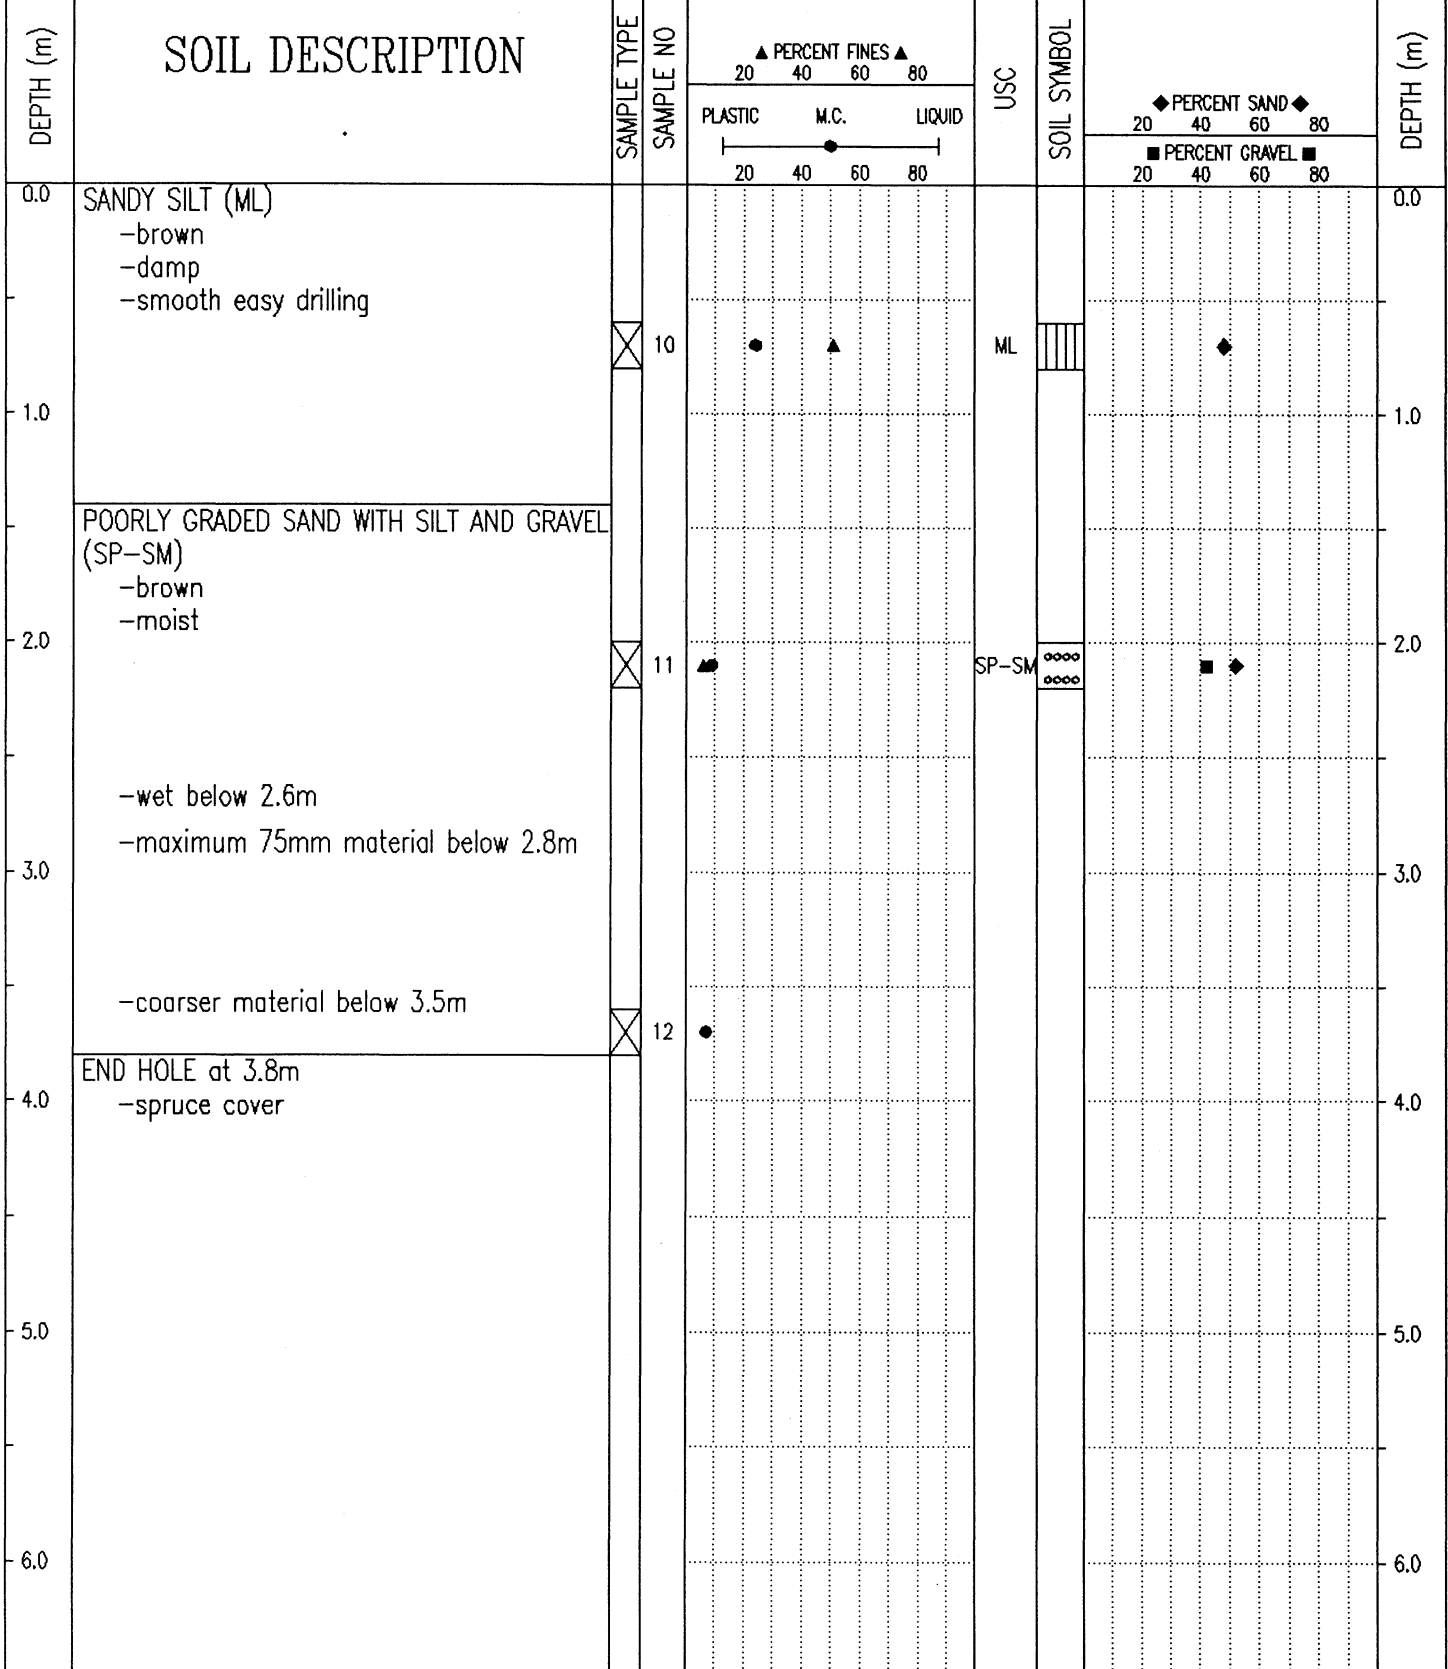 DEPTH (m)
SOIL DESCRIPTION
SAMPLE TYPE
SAMPLE NO
▲ PERCENT FINES ▲
20 40 60 80
PLASTIC M.C. LIQUID
20 40 60 80
USC
SOIL SYMBOL
◆ PERCENT SAND ◆
20 40 60 80
■ PERCENT GRAVEL ■
20 40 60 80
DEPTH (m)
0.0
SANDY SILT (ML)
-brown
-damp
-smooth easy drilling
0.0
10
ML
1.0
1.0
POORLY GRADED SAND WITH SILT AND GRAVEL
(SP-SM)
-brown
-moist
2.0
2.0
11
SP-SM
-wet below 2.6m
-maximum 75mm material below 2.8m
3.0
3.0
-coarser material below 3.5m
12
END HOLE at 3.8m
-spruce cover
4.0
4.0
5.0
5.0
6.0
6.0